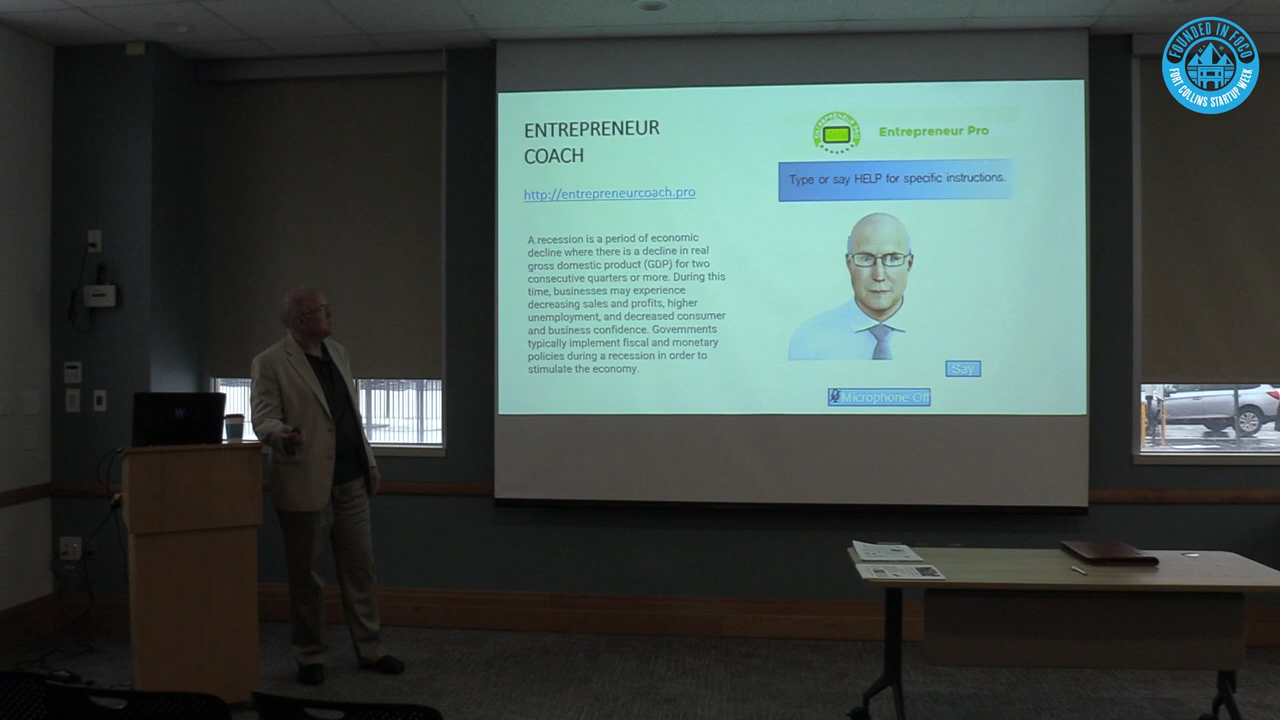 FOUNDED IN FOCO
FORT COLLINS STARTUP WEEK
ENTREPRENEUR
COACH
http://entrepreneurcoach.pro
A recession is a period of economic
decline where there is a decline in real
gross domestic product (GDP) for two
consecutive quarters or more. During this
time, businesses may experience
decreasing sales and profits, higher
unemployment, and decreased consumer
and business confidence. Governments
typically implement fiscal and monetary
policies during a recession in order to
stimulate the economy.
ENTREPRENEUR PRO
Entrepreneur Pro
Type or say HELP for specific instructions.
Say
Microphone Off